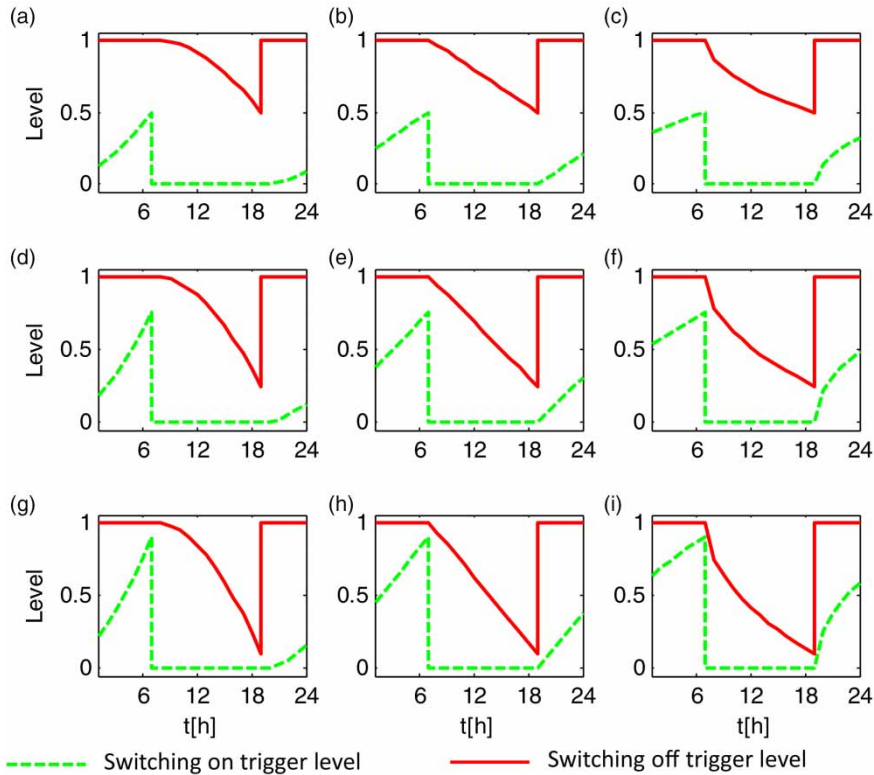 (a) (b) (c)
1 1 1
Level 0.5 0.5 0.5
0 0 0
6 12 18 24 6 12 18 24 6 12 18 24
(d) (e) (f)
1 1 1
Level 0.5 0.5 0.5
0 0 0
6 12 18 24 6 12 18 24 6 12 18 24
(g) (h) (i)
1 1 1
Level 0.5 0.5 0.5
0 0 0
6 12 18 24 6 12 18 24 6 12 18 24
t[h] t[h] t[h]
Switching on trigger level Switching off trigger level